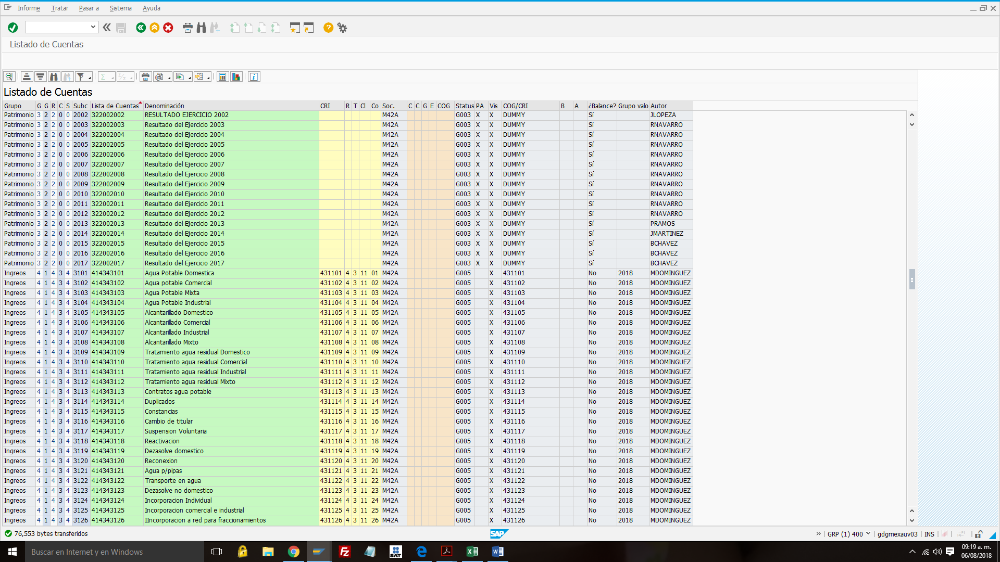 Informe Tratar Pasar a Sistema Ayuda
Listado de Cuentas
Listado de Cuentas
Grupo G G R C S Subc Lista de Cuentas Denominación CRI R T Cl Co Soc. C C G E COG Status PA Vis COG/CRI B A ¿Balance? Grupo valo Autor
Patrimonio 3 2 2 0 0 2002 322002002 RESULTADO EJERCICIO 2002 M42A G003 X X DUMMY Sí JLOPEZA
Patrimonio 3 2 2 0 0 2003 322002003 Resultado del Ejercicio 2003 M42A G003 X X DUMMY Sí RNAVARRO
Patrimonio 3 2 2 0 0 2004 322002004 Resultado del Ejercicio 2004 M42A G003 X X DUMMY Sí RNAVARRO
Patrimonio 3 2 2 0 0 2005 322002005 Resultado del Ejercicio 2005 M42A G003 X X DUMMY Sí RNAVARRO
Patrimonio 3 2 2 0 0 2006 322002006 Resultado del Ejercicio 2006 M42A G003 X X DUMMY Sí RNAVARRO
Patrimonio 3 2 2 0 0 2007 322002007 Resultado del Ejercicio 2007 M42A G003 X X DUMMY Sí RNAVARRO
Patrimonio 3 2 2 0 0 2008 322002008 Resultado del Ejercicio 2008 M42A G003 X X DUMMY Sí RNAVARRO
Patrimonio 3 2 2 0 0 2009 322002009 Resultado del Ejercicio 2009 M42A G003 X X DUMMY Sí RNAVARRO
Patrimonio 3 2 2 0 0 2010 322002010 Resultado del Ejercicio 2010 M42A G003 X X DUMMY Sí RNAVARRO
Patrimonio 3 2 2 0 0 2011 322002011 Resultado del Ejercicio 2011 M42A G003 X X DUMMY Sí RNAVARRO
Patrimonio 3 2 2 0 0 2012 322002012 Resultado del Ejercicio 2012 M42A G003 X X DUMMY Sí RNAVARRO
Patrimonio 3 2 2 0 0 2013 322002013 Resultado del Ejercicio 2013 M42A G003 X X DUMMY Sí PRAMOS
Patrimonio 3 2 2 0 0 2014 322002014 Resultado del Ejercicio 2014 M42A G003 X X DUMMY Sí JMARTINEZ
Patrimonio 3 2 2 0 0 2015 322002015 Resultado del Ejercicio 2015 M42A G003 X X DUMMY Sí BCHAVEZ
Patrimonio 3 2 2 0 0 2016 322002016 Resultado del Ejercicio 2016 M42A G003 X X DUMMY Sí BCHAVEZ
Patrimonio 3 2 2 0 0 2017 322002017 Resultado del Ejercicio 2017 M42A G003 X X DUMMY Sí BCHAVEZ
Ingreos 4 1 4 3 4 3101 414343101 Agua Potable Domestica 431101 4 3 11 01 M42A G005 X 431101 No 2018 MDOMINGUEZ
Ingreos 4 1 4 3 4 3102 414343102 Agua potable Comercial 431102 4 3 11 02 M42A G005 X 431102 No 2018 MDOMINGUEZ
Ingreos 4 1 4 3 4 3103 414343103 Agua Potable Mixta 431103 4 3 11 03 M42A G005 X 431103 No 2018 MDOMINGUEZ
Ingreos 4 1 4 3 4 3104 414343104 Agua Potable Industrial 431104 4 3 11 04 M42A G005 X 431104 No 2018 MDOMINGUEZ
Ingreos 4 1 4 3 4 3105 414343105 Alcantarillado Domestico 431105 4 3 11 05 M42A G005 X 431105 No 2018 MDOMINGUEZ
Ingreos 4 1 4 3 4 3106 414343106 Alcantarillado Comercial 431106 4 3 11 06 M42A G005 X 431106 No 2018 MDOMINGUEZ
Ingreos 4 1 4 3 4 3107 414343107 Alcantarillado Industrial 431107 4 3 11 07 M42A G005 X 431107 No 2018 MDOMINGUEZ
Ingreos 4 1 4 3 4 3108 414343108 Alcantarillado Mixto 431108 4 3 11 08 M42A G005 X 431108 No 2018 MDOMINGUEZ
Ingreos 4 1 4 3 4 3109 414343109 Tratamiento agua residual Domestico 431109 4 3 11 09 M42A G005 X 431109 No 2018 MDOMINGUEZ
Ingreos 4 1 4 3 4 3110 414343110 Tratamiento agua residual Comercial 431110 4 3 11 10 M42A G005 X 431110 No 2018 MDOMINGUEZ
Ingreos 4 1 4 3 4 3111 414343111 Tratamiento agua residual Industrial 431111 4 3 11 11 M42A G005 X 431111 No 2018 MDOMINGUEZ
Ingreos 4 1 4 3 4 3112 414343112 Tratamiento agua residual Mixto 431112 4 3 11 12 M42A G005 X 431112 No 2018 MDOMINGUEZ
Ingreos 4 1 4 3 4 3113 414343113 Contratos agua potable 431113 4 3 11 13 M42A G005 X 431113 No 2018 MDOMINGUEZ
Ingreos 4 1 4 3 4 3114 414343114 Duplicados 431114 4 3 11 14 M42A G005 X 431114 No 2018 MDOMINGUEZ
Ingreos 4 1 4 3 4 3115 414343115 Constancias 431115 4 3 11 15 M42A G005 X 431115 No 2018 MDOMINGUEZ
Ingreos 4 1 4 3 4 3116 414343116 Cambio de titular 431116 4 3 11 16 M42A G005 X 431116 No 2018 MDOMINGUEZ
Ingreos 4 1 4 3 4 3117 414343117 Suspension Voluntaria 431117 4 3 11 17 M42A G005 X 431117 No 2018 MDOMINGUEZ
Ingreos 4 1 4 3 4 3118 414343118 Reactivacion 431118 4 3 11 18 M42A G005 X 431118 No 2018 MDOMINGUEZ
Ingreos 4 1 4 3 4 3119 414343119 Dezasolve domestico 431119 4 3 11 19 M42A G005 X 431119 No 2018 MDOMINGUEZ
Ingreos 4 1 4 3 4 3120 414343120 Reconexion 431120 4 3 11 20 M42A G005 X 431120 No 2018 MDOMINGUEZ
Ingreos 4 1 4 3 4 3121 414343121 Agua p/pipas 431121 4 3 11 21 M42A G005 X 431121 No 2018 MDOMINGUEZ
Ingreos 4 1 4 3 4 3122 414343122 Transporte en agua 431122 4 3 11 22 M42A G005 X 431122 No 2018 MDOMINGUEZ
Ingreos 4 1 4 3 4 3123 414343123 Dezasolve no domestico 431123 4 3 11 23 M42A G005 X 431123 No 2018 MDOMINGUEZ
Ingreos 4 1 4 3 4 3124 414343124 Incorporacion Individual 431124 4 3 11 24 M42A G005 X 431124 No 2018 MDOMINGUEZ
Ingreos 4 1 4 3 4 3125 414343125 Incorporacion comercial e industrial 431125 4 3 11 25 M42A G005 X 431125 No 2018 MDOMINGUEZ
Ingreos 4 1 4 3 4 3126 414343126 IIncorporacion a red para fraccionamientos 431126 4 3 11 26 M42A G005 X 431126 No 2018 MDOMINGUEZ
76,553 bytes transferidos SAP GRP (1) 400 gdgmexauv03 INS
Buscar en Internet y en Windows SAT 09:19 a. m.
06/08/2018